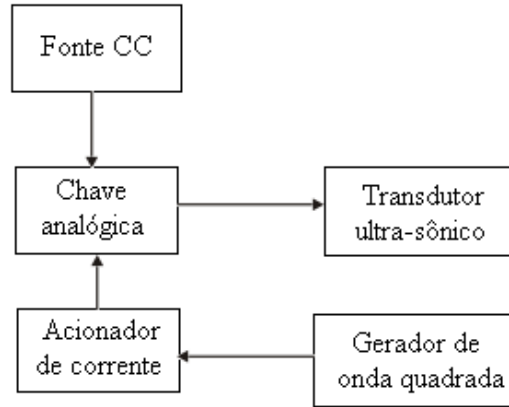 Fonte CC
Chave
analógica
Transdutor
ultra-sônico
Acionador
de corrente
Gerador de
onda quadrada